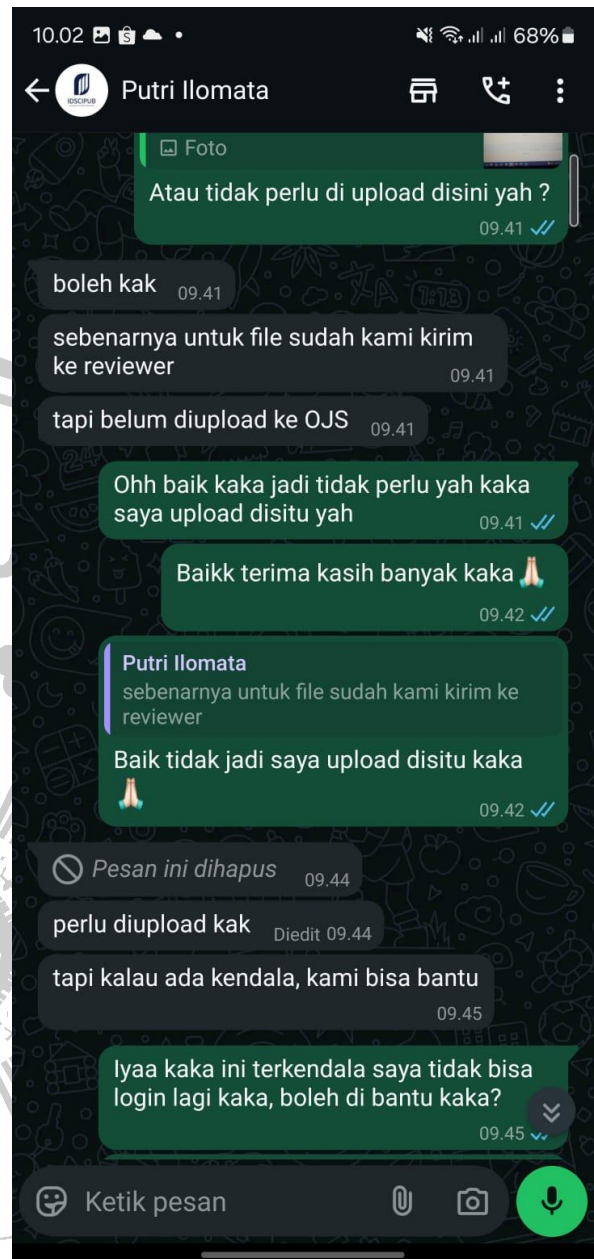 10.02
68%
IDSCIPUB
Putri Ilomata
Foto
Atau tidak perlu di upload disini yah ?
09.41
boleh kak 09.41
sebenarnya untuk file sudah kami kirim
ke reviewer
09.41
tapi belum diupload ke OJS 09.41
Ohh baik kaka jadi tidak perlu yah kaka
saya upload disitu yah
09.41
Baikk terima kasih banyak kaka 🙏🏻
09.42
Putri Ilomata
sebenarnya untuk file sudah kami kirim ke
reviewer
Baik tidak jadi saya upload disitu kaka
🙏🏻
09.42
Pesan ini dihapus 09.44
perlu diupload kak Diedit 09.44
tapi kalau ada kendala, kami bisa bantu
09.45
Iyaa kaka ini terkendala saya tidak bisa
login lagi kaka, boleh di bantu kaka?
09.45
Ketik pesan